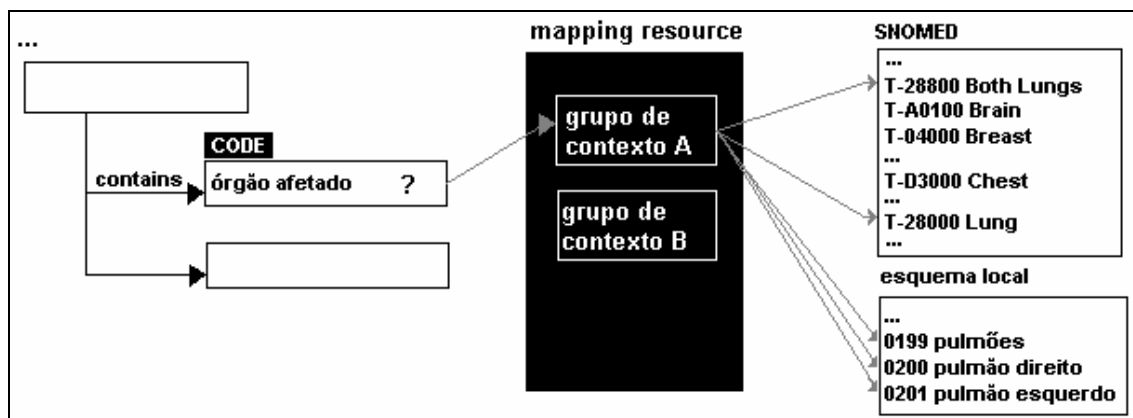 ...
contains
CODE
órgão afetado ?
mapping resource
grupo de
contexto A
grupo de
contexto B
SNOMED
...
T-28800 Both Lungs
T-A0100 Brain
T-04000 Breast
...
T-D3000 Chest
...
T-28000 Lung
...
esquema local
...
0199 pulmões
0200 pulmão direito
0201 pulmão esquerdo